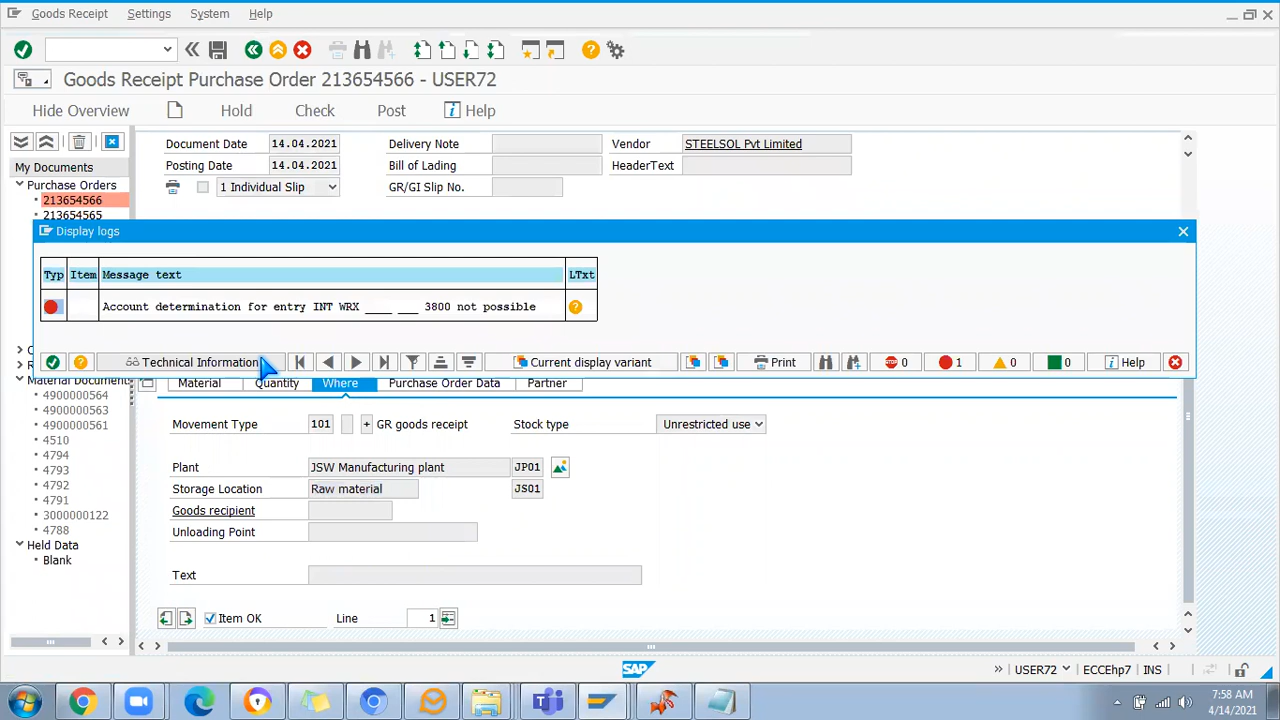 Goods Receipt Settings System Help
Goods Receipt Purchase Order 213654566 - USER72
Hide Overview Hold Check Post Help
Document Date 14.04.2021 Delivery Note Vendor STEELSOL Pvt Limited
My Documents Posting Date 14.04.2021 Bill of Lading HeaderText
Purchase Orders 1 Individual Slip GR/GI Slip No.
213654566
213654565
Display logs
Typ Item Message text LTxt
Account determination for entry INT WRX ____ ___ 3800 not possible
Technical Information Current display variant Print 0 1 0 0 Help
Material Documents Material Quantity Where Purchase Order Data Partner
4900000564
4900000563
4900000561
4510
4794
4793
4792
4791
3000000122
4788
Held Data
Blank
Movement Type 101 + GR goods receipt Stock type Unrestricted use
Plant JSW Manufacturing plant JP01
Storage Location Raw material JS01
Goods recipient
Unloading Point
Text
Item OK Line 1
SAP USER72 ECCEhp7 INS
7:58 AM
4/14/2021